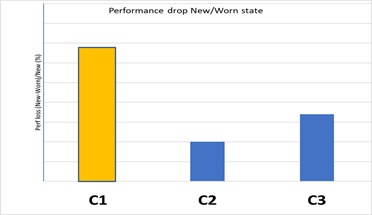 Performance drop New/Worn state
Perf loss (New-Worn)/New (%)
C1 C2 C3